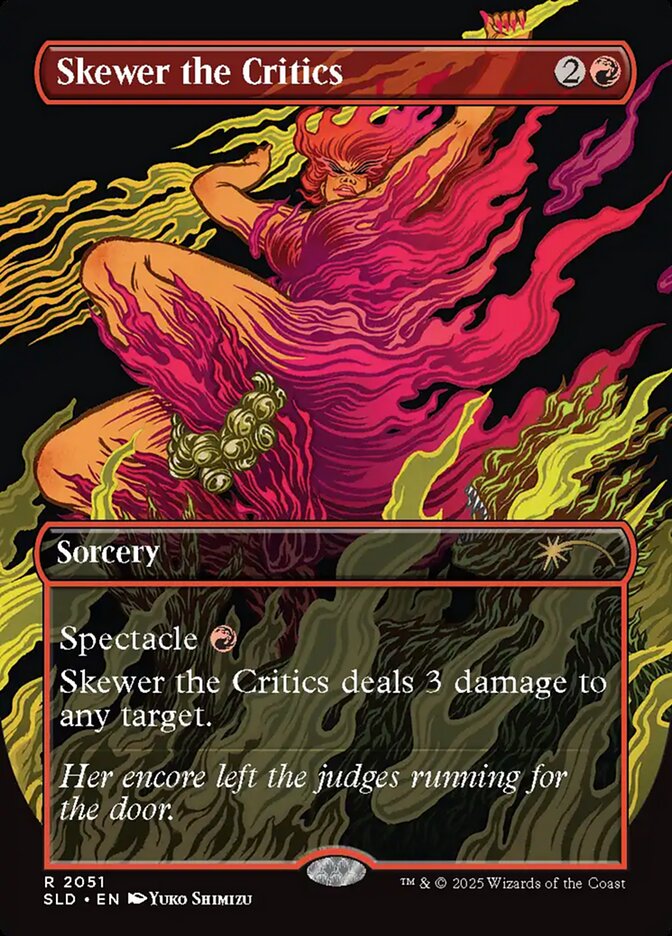 Skewer the Critics 2
Sorcery
Spectacle
Skewer the Critics deals 3 damage to
any target.
Her encore left the judges running for
the door.
R 2051
SLD • EN Yuko Shimizu
™ & © 2025 Wizards of the Coast